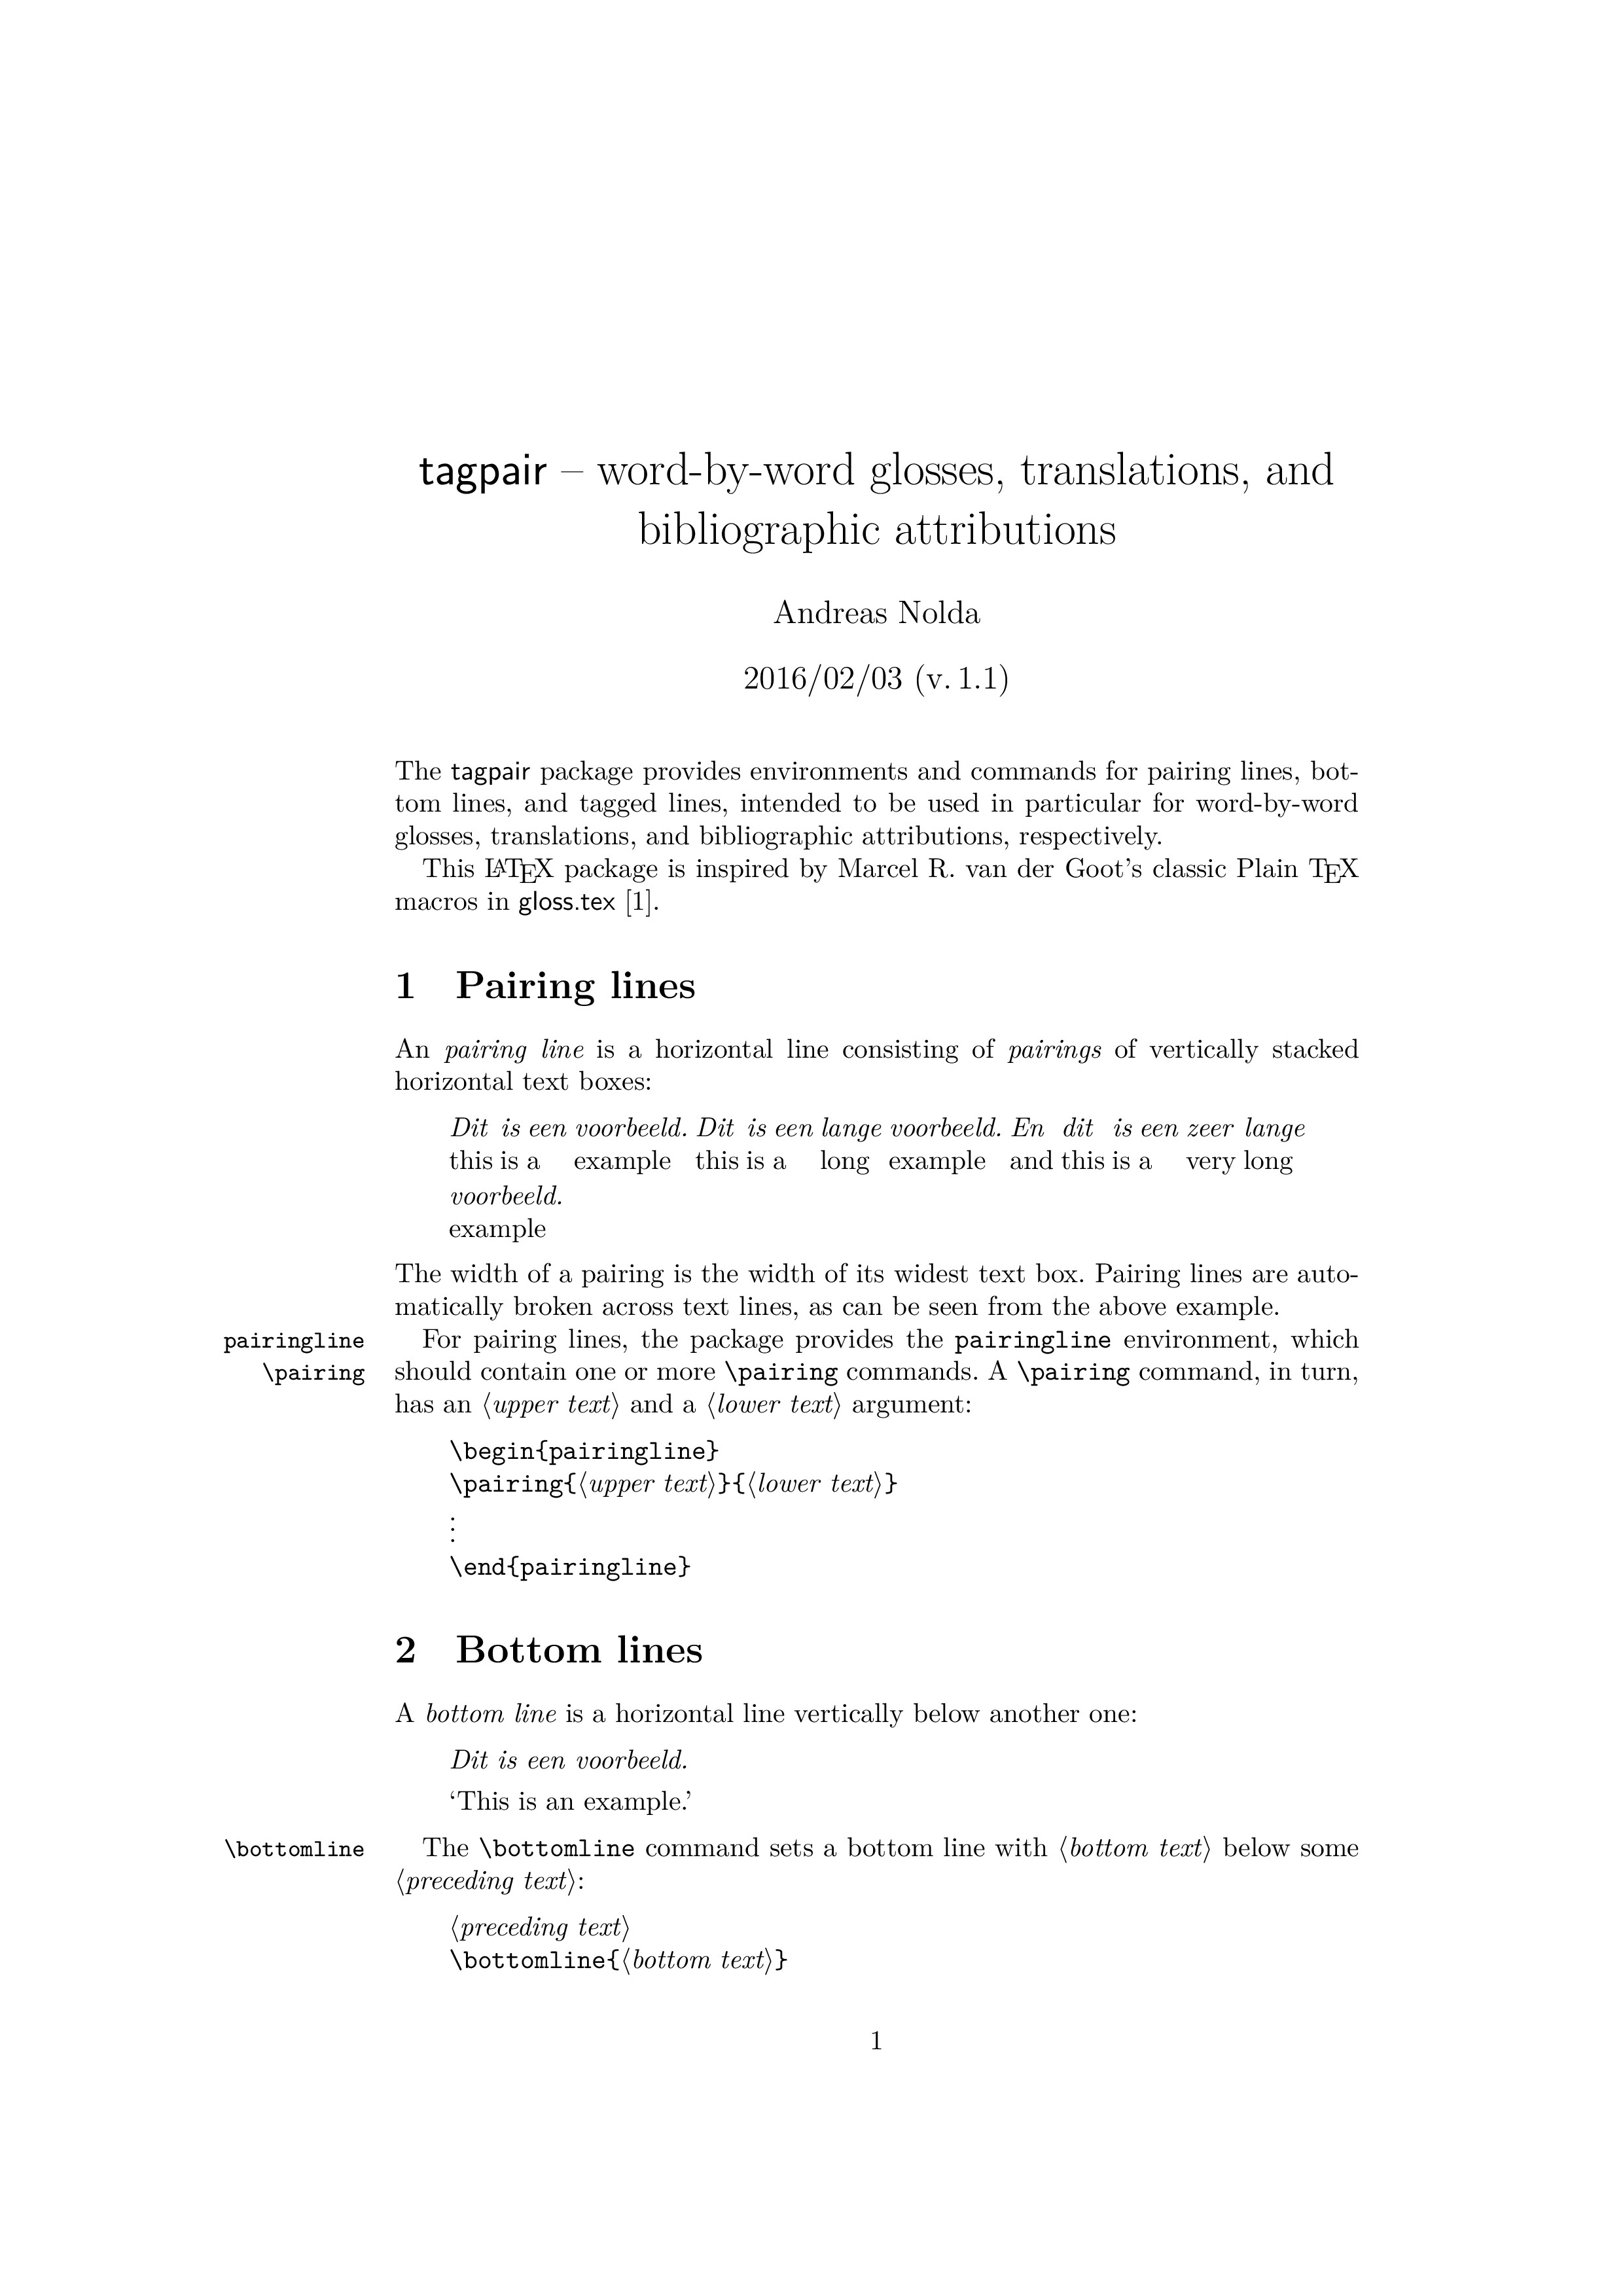 tagpair – word-by-word glosses, translations, and
bibliographic attributions
Andreas Nolda
2016/02/03 (v. 1.1)
The tagpair package provides environments and commands for pairing lines, bot-
tom lines, and tagged lines, intended to be used in particular for word-by-word
glosses, translations, and bibliographic attributions, respectively.
This LATEX package is inspired by Marcel R. van der Goot's classic Plain TEX
macros in gloss.tex [1].
1 Pairing lines
An pairing line is a horizontal line consisting of pairings of vertically stacked
horizontal text boxes:
Dit is een voorbeeld. Dit is een lange voorbeeld. En dit is een zeer lange
this is a example this is a long example and this is a very long
voorbeeld.
example
The width of a pairing is the width of its widest text box. Pairing lines are auto-
matically broken across text lines, as can be seen from the above example.
pairingline For pairing lines, the package provides the pairingline environment, which
\pairing should contain one or more \pairing commands. A \pairing command, in turn,
has an ⟨upper text⟩ and a ⟨lower text⟩ argument:
\begin{pairingline}
\pairing{⟨upper text⟩}{⟨lower text⟩}
⋮
\end{pairingline}
2 Bottom lines
A bottom line is a horizontal line vertically below another one:
Dit is een voorbeeld.
‘This is an example.’
\bottomline The \bottomline command sets a bottom line with ⟨bottom text⟩ below some
⟨preceding text⟩:
⟨preceding text⟩
\bottomline{⟨bottom text⟩}
1